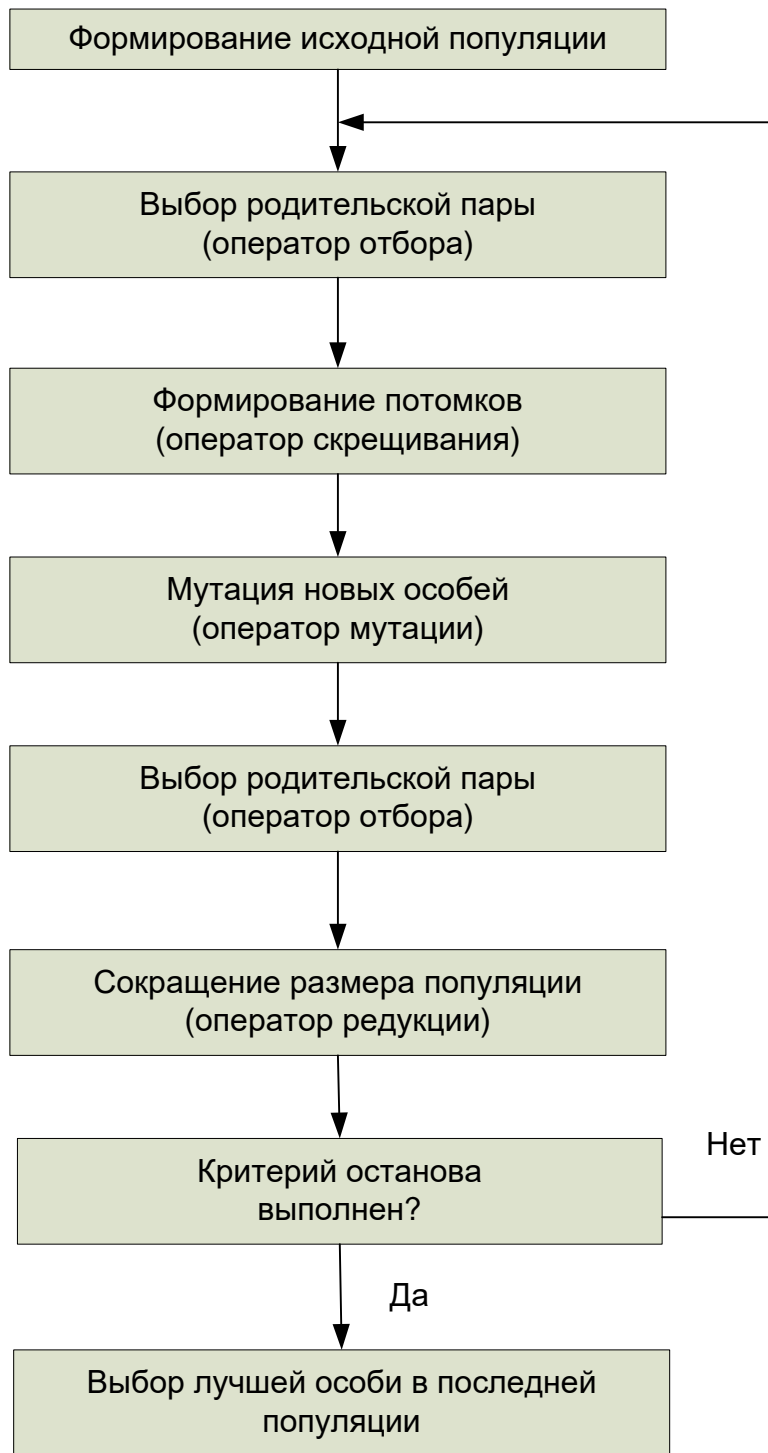 Формирование исходной популяции
Выбор родительской пары
(оператор отбора)
Формирование потомков
(оператор скрещивания)
Мутация новых особей
(оператор мутации)
Выбор родительской пары
(оператор отбора)
Сокращение размера популяции
(оператор редукции)
Критерий останова
выполнен?
Нет
Да
Выбор лучшей особи в последней
популяции